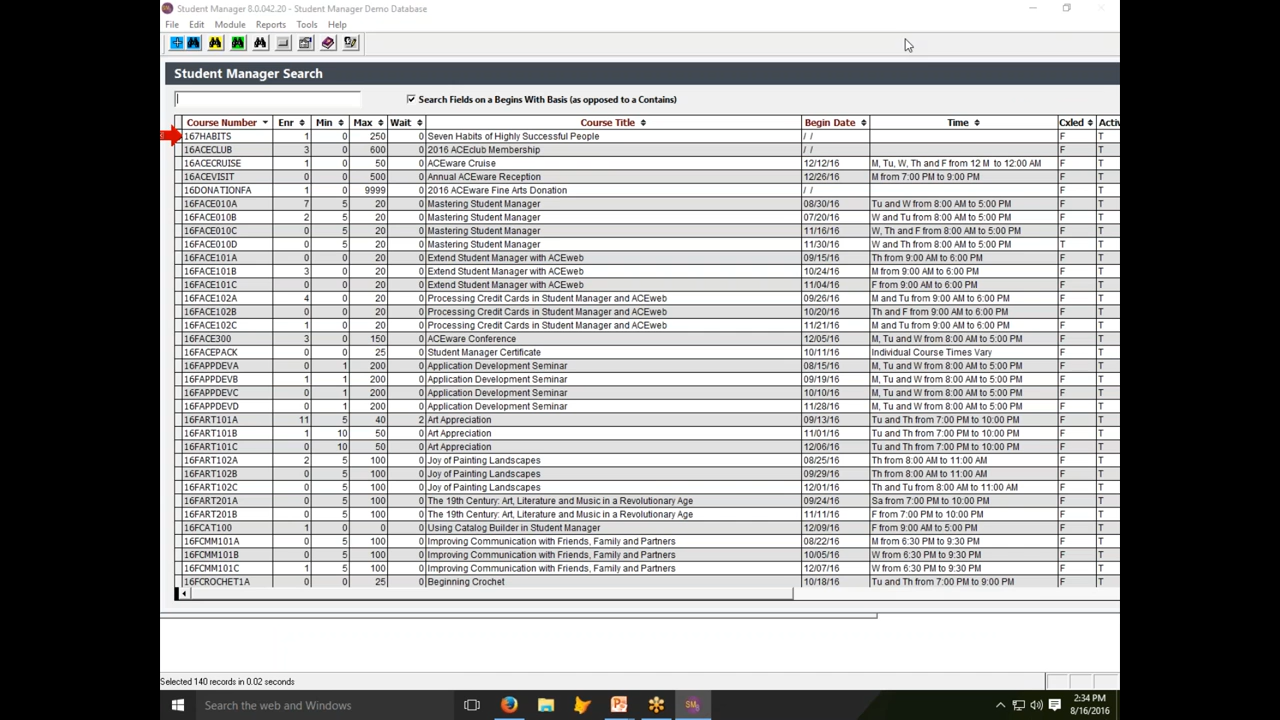 Student Manager 8.0.042.20 - Student Manager Demo Database
File Edit Module Reports Tools Help
Student Manager Search
Search Fields on a Begins With Basis (as opposed to a Contains)
Course Number Enr Min Max Wait Course Title Begin Date Time Cxled Activ
167HABITS 1 0 250 0 Seven Habits of Highly Successful People / / F T
16ACECLUB 3 0 600 0 2016 ACEclub Membership / / F T
16ACECRUISE 1 0 50 0 ACEware Cruise 12/12/16 M, Tu, W, Th and F from 12 M to 12:00 AM F T
16ACEVISIT 0 0 500 0 Annual ACEware Reception 12/26/16 M from 7:00 PM to 9:00 PM F T
16DONATIONFA 1 0 9999 0 2016 ACEware Fine Arts Donation / / F T
16FACE010A 7 5 20 0 Mastering Student Manager 08/30/16 Tu and W from 8:00 AM to 5:00 PM F T
16FACE010B 2 5 20 0 Mastering Student Manager 07/20/16 W and Tu from 8:00 AM to 5:00 PM F T
16FACE010C 0 5 20 0 Mastering Student Manager 11/16/16 W, Th and F from 8:00 AM to 5:00 PM F T
16FACE010D 0 5 20 0 Mastering Student Manager 11/30/16 W and Th from 8:00 AM to 5:00 PM T T
16FACE101A 0 0 20 0 Extend Student Manager with ACEweb 09/15/16 Th from 9:00 AM to 6:00 PM F T
16FACE101B 3 0 20 0 Extend Student Manager with ACEweb 10/24/16 M from 9:00 AM to 6:00 PM F T
16FACE101C 0 0 20 0 Extend Student Manager with ACEweb 11/04/16 F from 9:00 AM to 6:00 PM F T
16FACE102A 4 0 20 0 Processing Credit Cards in Student Manager and ACEweb 09/26/16 M and Tu from 9:00 AM to 6:00 PM F T
16FACE102B 0 0 20 0 Processing Credit Cards in Student Manager and ACEweb 10/20/16 Th and F from 9:00 AM to 6:00 PM F T
16FACE102C 1 0 20 0 Processing Credit Cards in Student Manager and ACEweb 11/21/16 M and Tu from 9:00 AM to 6:00 PM F T
16FACE300 3 0 150 0 ACEware Conference 12/05/16 M, Tu and W from 8:00 AM to 5:00 PM F T
16FACEPACK 0 0 25 0 Student Manager Certificate 10/11/16 Individual Course Times Vary F T
16FAPPDEVA 0 1 200 0 Application Development Seminar 08/15/16 M, Tu and W from 8:00 AM to 5:00 PM F T
16FAPPDEVB 0 1 200 0 Application Development Seminar 09/19/16 M, Tu and W from 8:00 AM to 5:00 PM F T
16FAPPDEVC 0 1 200 0 Application Development Seminar 10/10/16 M, Tu and W from 8:00 AM to 5:00 PM F T
16FAPPDEVD 0 1 200 0 Application Development Seminar 11/28/16 M, Tu and W from 8:00 AM to 5:00 PM F T
16FART101A 11 5 40 2 Art Appreciation 09/13/16 Tu and Th from 7:00 PM to 10:00 PM F T
16FART101B 1 10 50 0 Art Appreciation 11/01/16 Tu and Th from 7:00 PM to 10:00 PM F T
16FART101C 0 10 50 0 Art Appreciation 12/06/16 Tu and Th from 7:00 PM to 10:00 PM F T
16FART102A 2 5 100 0 Joy of Painting Landscapes 08/25/16 Th from 8:00 AM to 11:00 AM F T
16FART102B 0 5 100 0 Joy of Painting Landscapes 09/29/16 Th from 8:00 AM to 11:00 AM F T
16FART102C 0 5 100 0 Joy of Painting Landscapes 12/01/16 Th and Tu from 8:00 AM to 11:00 AM F T
16FART201A 0 5 100 0 The 19th Century: Art, Literature and Music in a Revolutionary Age 09/24/16 Sa from 7:00 PM to 10:00 PM F T
16FART201B 0 5 100 0 The 19th Century: Art, Literature and Music in a Revolutionary Age 11/11/16 F from 7:00 PM to 10:00 PM F T
16FCAT100 1 0 0 0 Using Catalog Builder in Student Manager 12/09/16 F from 9:00 AM to 5:00 PM F T
16FCMM101A 0 5 100 0 Improving Communication with Friends, Family and Partners 08/22/16 M from 6:30 PM to 9:30 PM F T
16FCMM101B 0 5 100 0 Improving Communication with Friends, Family and Partners 10/05/16 W from 6:30 PM to 9:30 PM F T
16FCMM101C 1 5 100 0 Improving Communication with Friends, Family and Partners 12/07/16 W from 6:30 PM to 9:30 PM F T
16FCROCHET1A 0 0 25 0 Beginning Crochet 10/18/16 Tu and Th from 7:00 PM to 9:00 PM F T
Selected 140 records in 0.02 seconds
Search the web and Windows
2:34 PM
8/16/2016